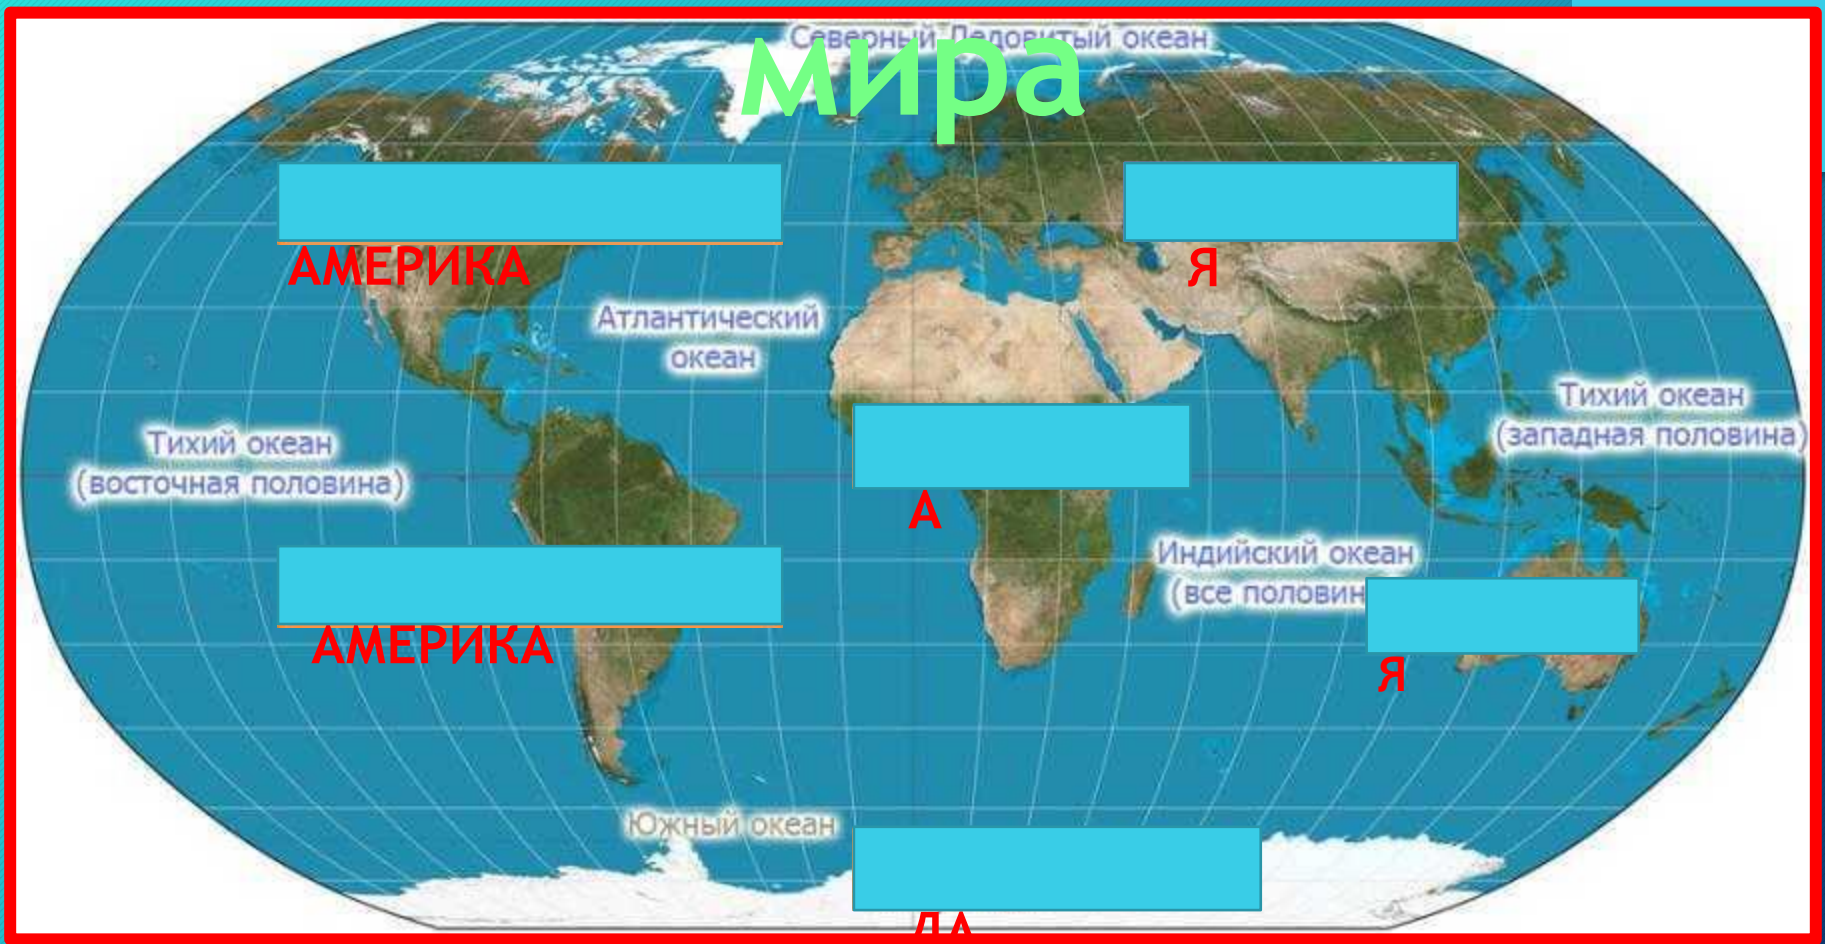 Северный Ледовитый океан
мира
АМЕРИКА
Я
Атлантический
океан
Тихий океан
(западная половина)
Тихий океан
(восточная половина)
А
Индийский океан
(все половин
АМЕРИКА
Я
Южный океан
ДА